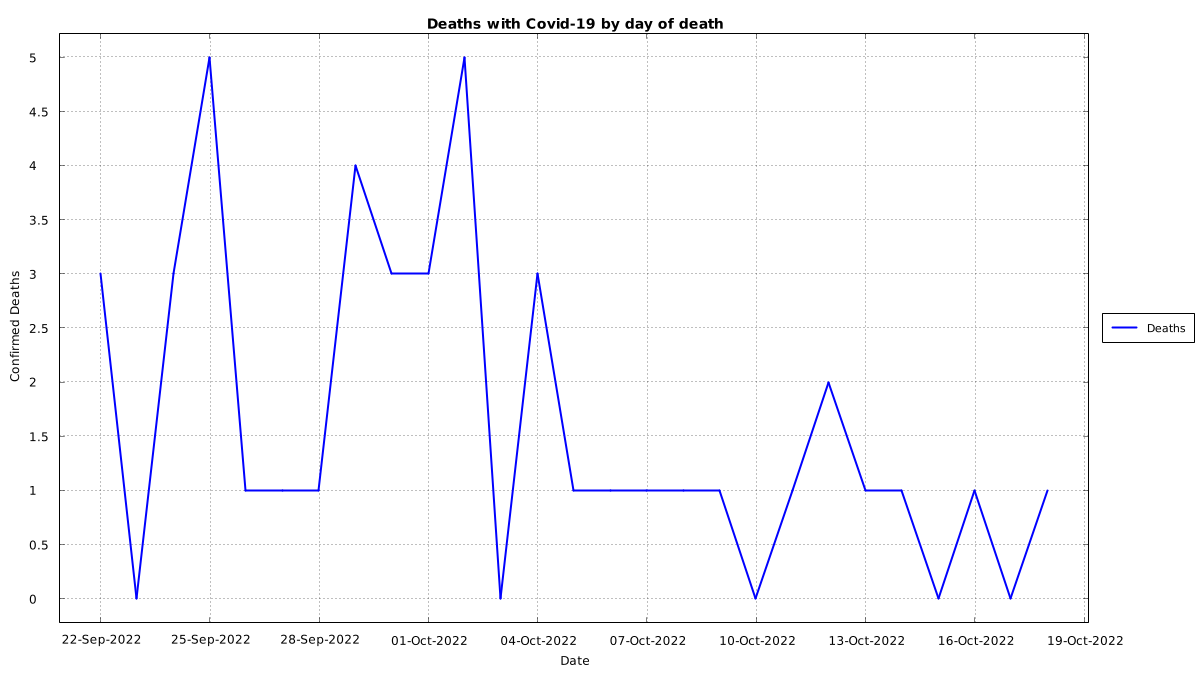 Deaths with Covid-19 by day of death
5
4.5
4
3.5
3
2.5
2
1.5
1
0.5
0
Confirmed Deaths
Deaths
22-Sep-2022 25-Sep-2022 28-Sep-2022 01-Oct-2022 04-Oct-2022 07-Oct-2022 10-Oct-2022 13-Oct-2022 16-Oct-2022 19-Oct-2022
Date